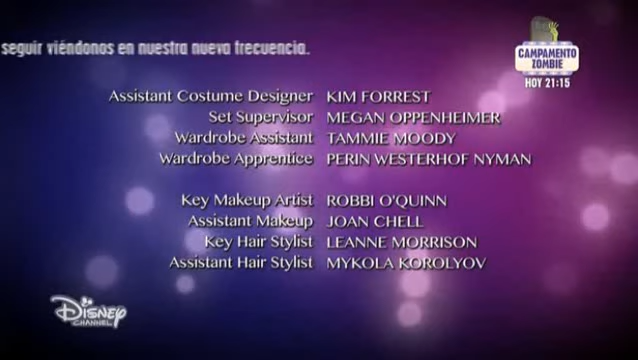 seguir viéndonos en nuestra nueva frecuencia.
CAMPAMENTO
ZOMBIE
HOY 21:15
Assistant Costume Designer KIM FORREST
Set Supervisor MEGAN OPPENHEIMER
Wardrobe Assistant TAMMIE MOODY
Wardrobe Apprentice PERIN WESTERHOF NYMAN
Key Makeup Artist ROBBI O'QUINN
Assistant Makeup JOAN CHELL
Key Hair Stylist LEANNE MORRISON
Assistant Hair Stylist MYKOLA KOROLYOV
Disney
CHANNEL